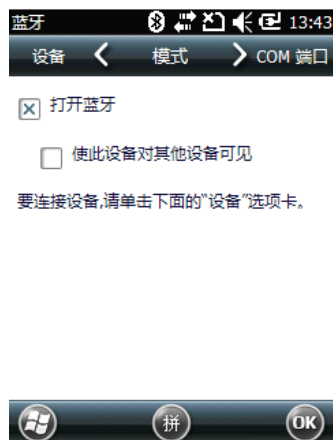 蓝牙 13:43
设备 模式 COM 端口
打开蓝牙
使此设备对其他设备可见
要连接设备,请单击下面的“设备”选项卡。
拼 OK